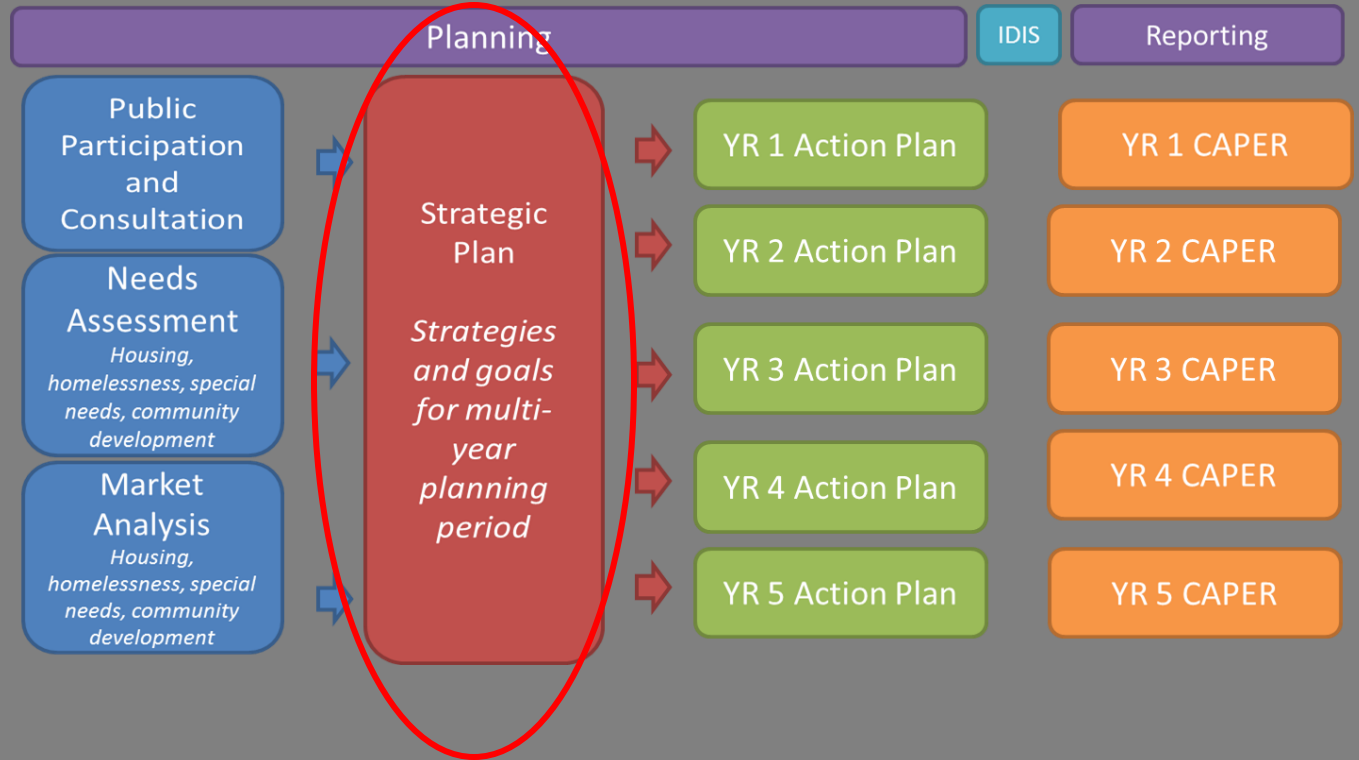 Planning
IDIS
Reporting
Public
Participation
and
Consultation
Needs
Assessment
Housing,
homelessness, special
needs, community
development
Market
Analysis
Housing,
homelessness, special
needs, community
development
Strategic
Plan
Strategies
and goals
for multi-
year
planning
period
YR 1 Action Plan
YR 2 Action Plan
YR 3 Action Plan
YR 4 Action Plan
YR 5 Action Plan
YR 1 CAPER
YR 2 CAPER
YR 3 CAPER
YR 4 CAPER
YR 5 CAPER